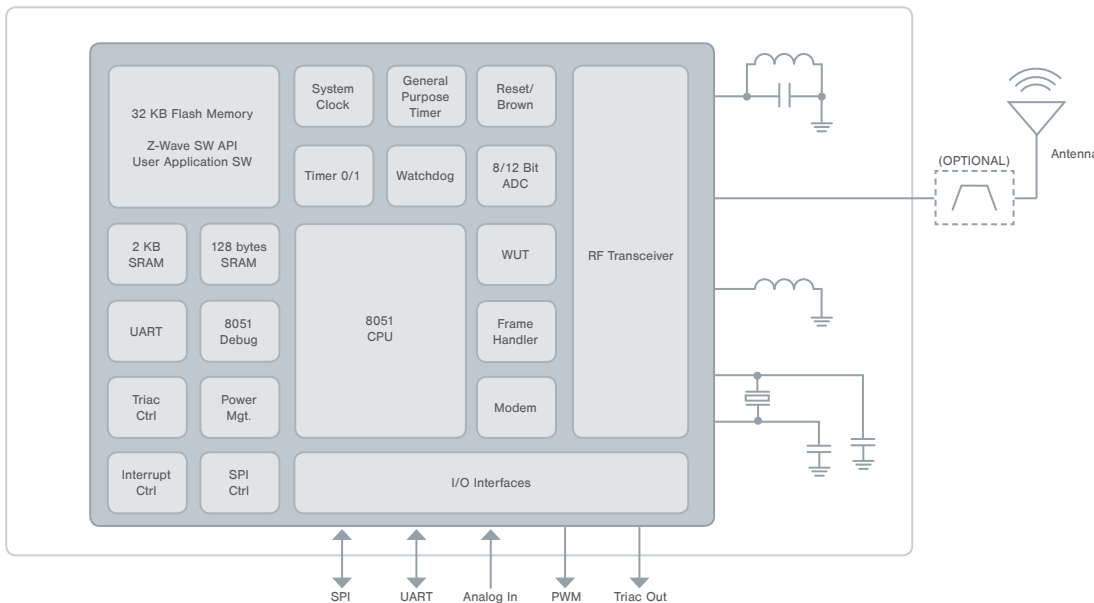 32 KB Flash Memory
Z-Wave SW API
User Application SW
System
Clock
General
Purpose
Timer
Reset/
Brown
Timer 0/1
Watchdog
8/12 Bit
ADC
2 KB
SRAM
128 bytes
SRAM
8051
CPU
WUT
RF Transceiver
UART
8051
Debug
Frame
Handler
Triac
Ctrl
Power
Mgt.
Modem
Interrupt
Ctrl
SPI
Ctrl
I/O Interfaces
(OPTIONAL)
Antenna
SPI
UART
Analog In
PWM
Triac Out